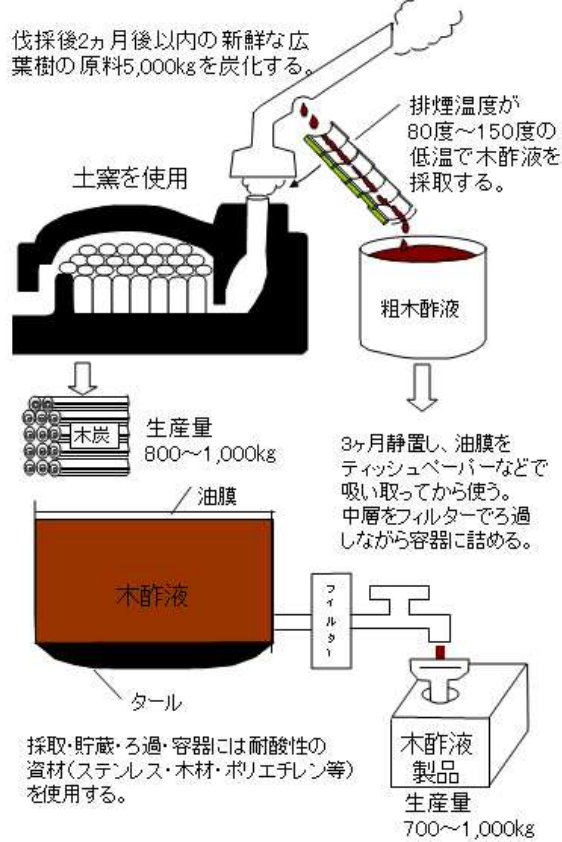 伐採後2ヵ月後以内の新鮮な広
葉樹の原料5,000kgを炭化する。
排煙温度が
80度～150度の
低温で木酢液を
採取する。
土窯を使用
粗木酢液
木炭
生産量
800～1,000kg
3ヶ月静置し、油膜を
ティッシュペーパーなどで
吸い取ってから使う。
中層をフィルターでろ過
しながら容器に詰める。
油膜
木酢液
フィルター
タール
採取・貯蔵・ろ過・容器には耐酸性の
資材（ステンレス・木材・ポリエチレン等）
を使用する。
木酢液
製品
生産量
700～1,000kg